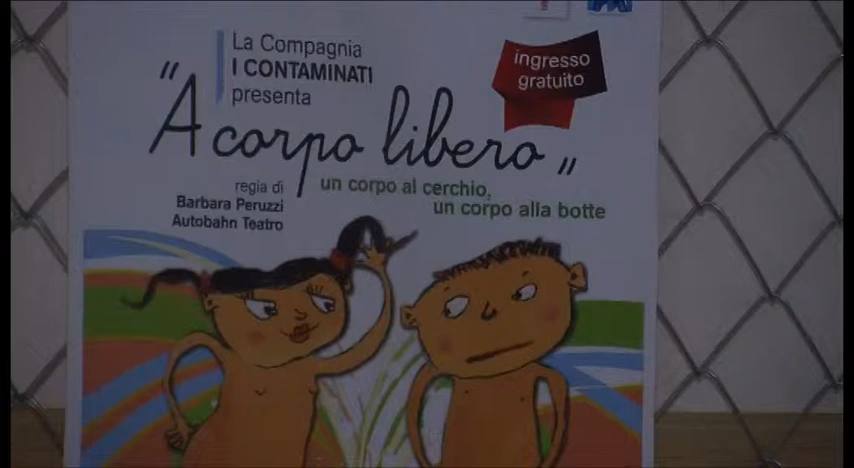 La Compagnia
I CONTAMINATI
presenta
ingresso
gratuito
"A corpo libero"
un corpo al cerchio,
un corpo alla botte
regia di
Barbara Peruzzi
Autobahn Teatro